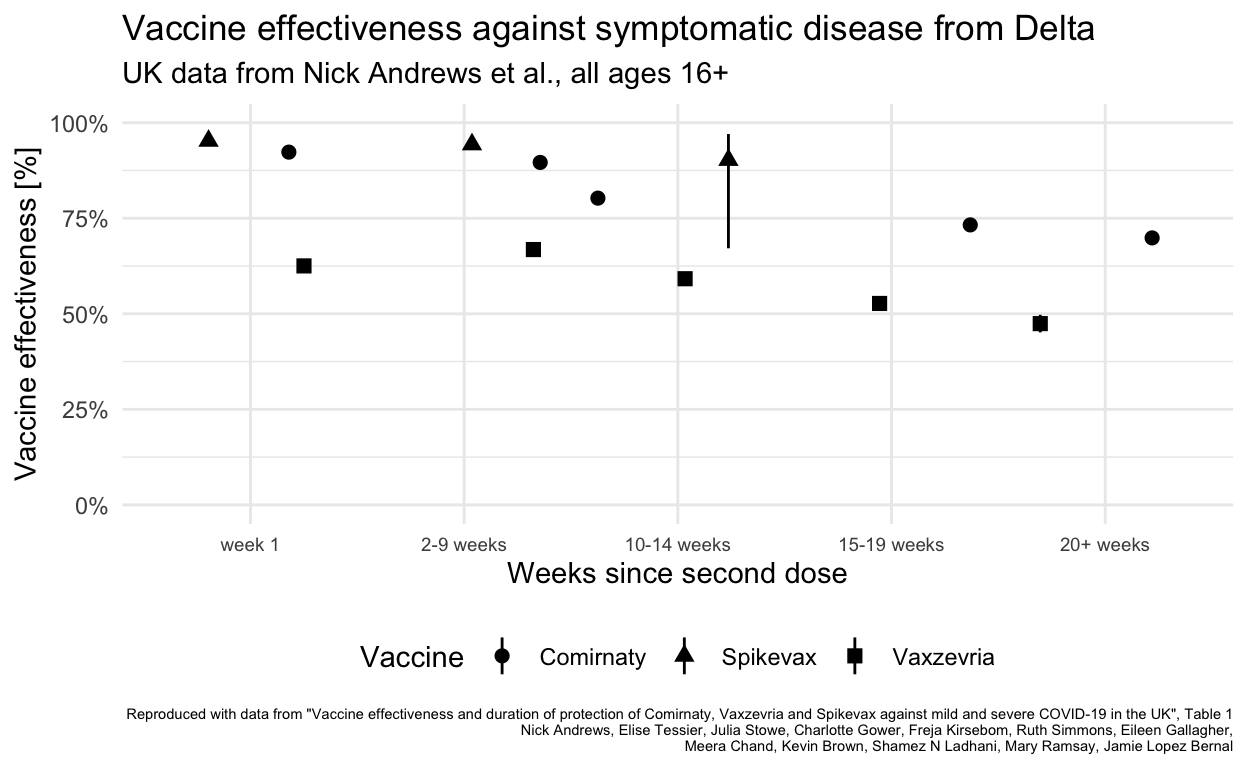 Vaccine effectiveness against symptomatic disease from Delta
UK data from Nick Andrews et al., all ages 16+
Vaccine effectiveness [%]
100%
75%
50%
25%
0%
week 1
2-9 weeks
10-14 weeks
15-19 weeks
20+ weeks
Weeks since second dose
Vaccine
Comirnaty
Spikevax
Vaxzevria
Reproduced with data from "Vaccine effectiveness and duration of protection of Comirnaty, Vaxzevria and Spikevax against mild and severe COVID-19 in the UK", Table 1
Nick Andrews, Elise Tessier, Julia Stowe, Charlotte Gower, Freja Kirsebom, Ruth Simmons, Eileen Gallagher,
Meera Chand, Kevin Brown, Shamez N Ladhani, Mary Ramsay, Jamie Lopez Bernal